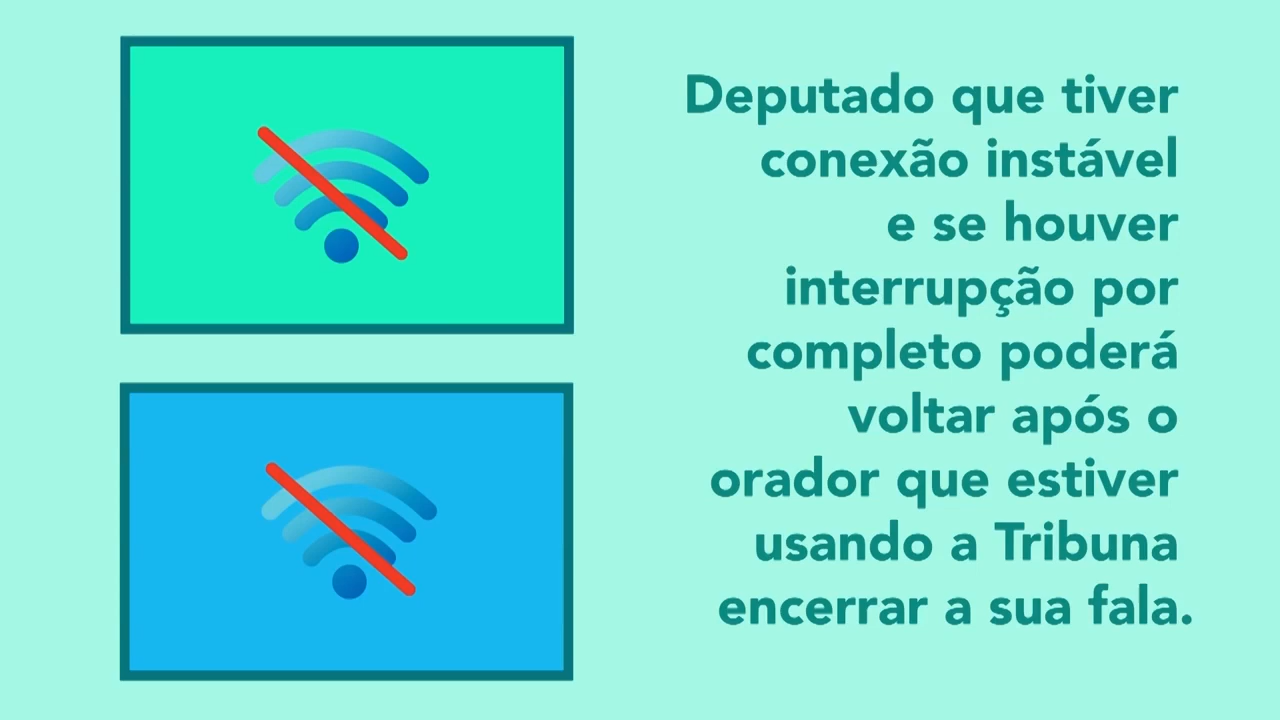 Deputado que tiver
conexão instável
e se houver
interrupção por
completo poderá
voltar após o
orador que estiver
usando a Tribuna
encerrar a sua fala.